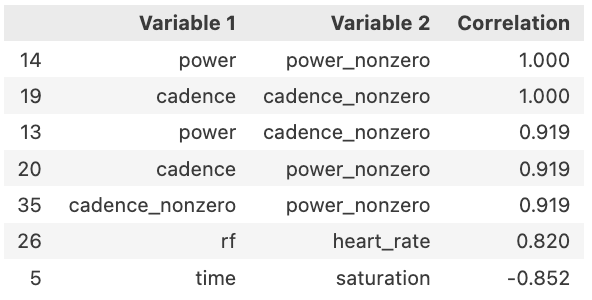 Variable 1 Variable 2 Correlation
14 power power_nonzero 1.000
19 cadence cadence_nonzero 1.000
13 power cadence_nonzero 0.919
20 cadence power_nonzero 0.919
35 cadence_nonzero power_nonzero 0.919
26 rf heart_rate 0.820
5 time saturation -0.852